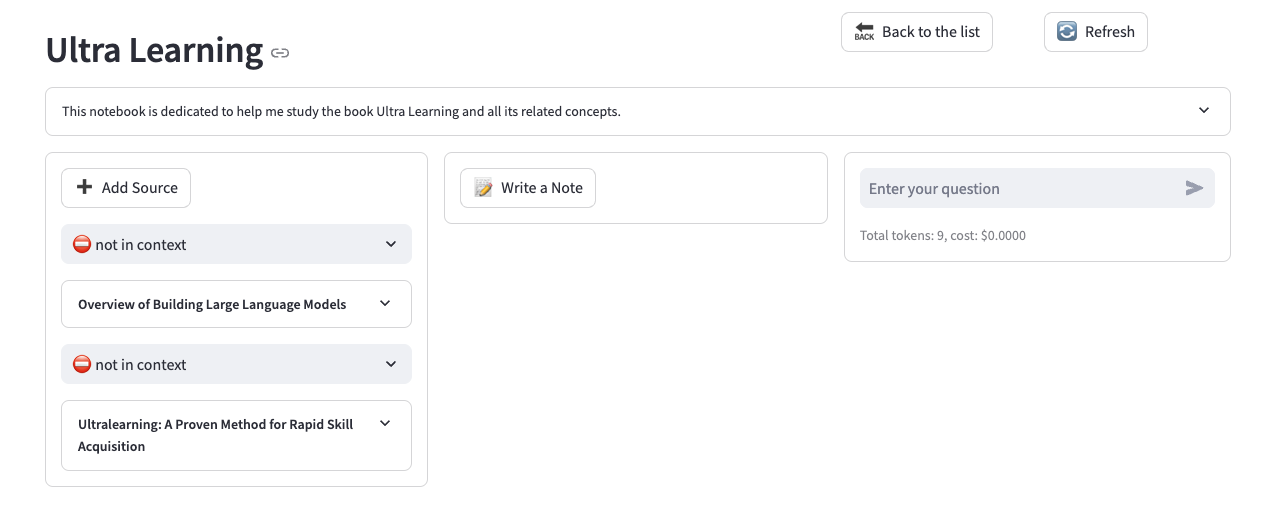 Ultra Learning
BACK Back to the list
Refresh
This notebook is dedicated to help me study the book Ultra Learning and all its related concepts.
Add Source
not in context
Overview of Building Large Language Models
not in context
Ultralearning: A Proven Method for Rapid Skill
Acquisition
Write a Note
Enter your question
Total tokens: 9, cost: $0.0000